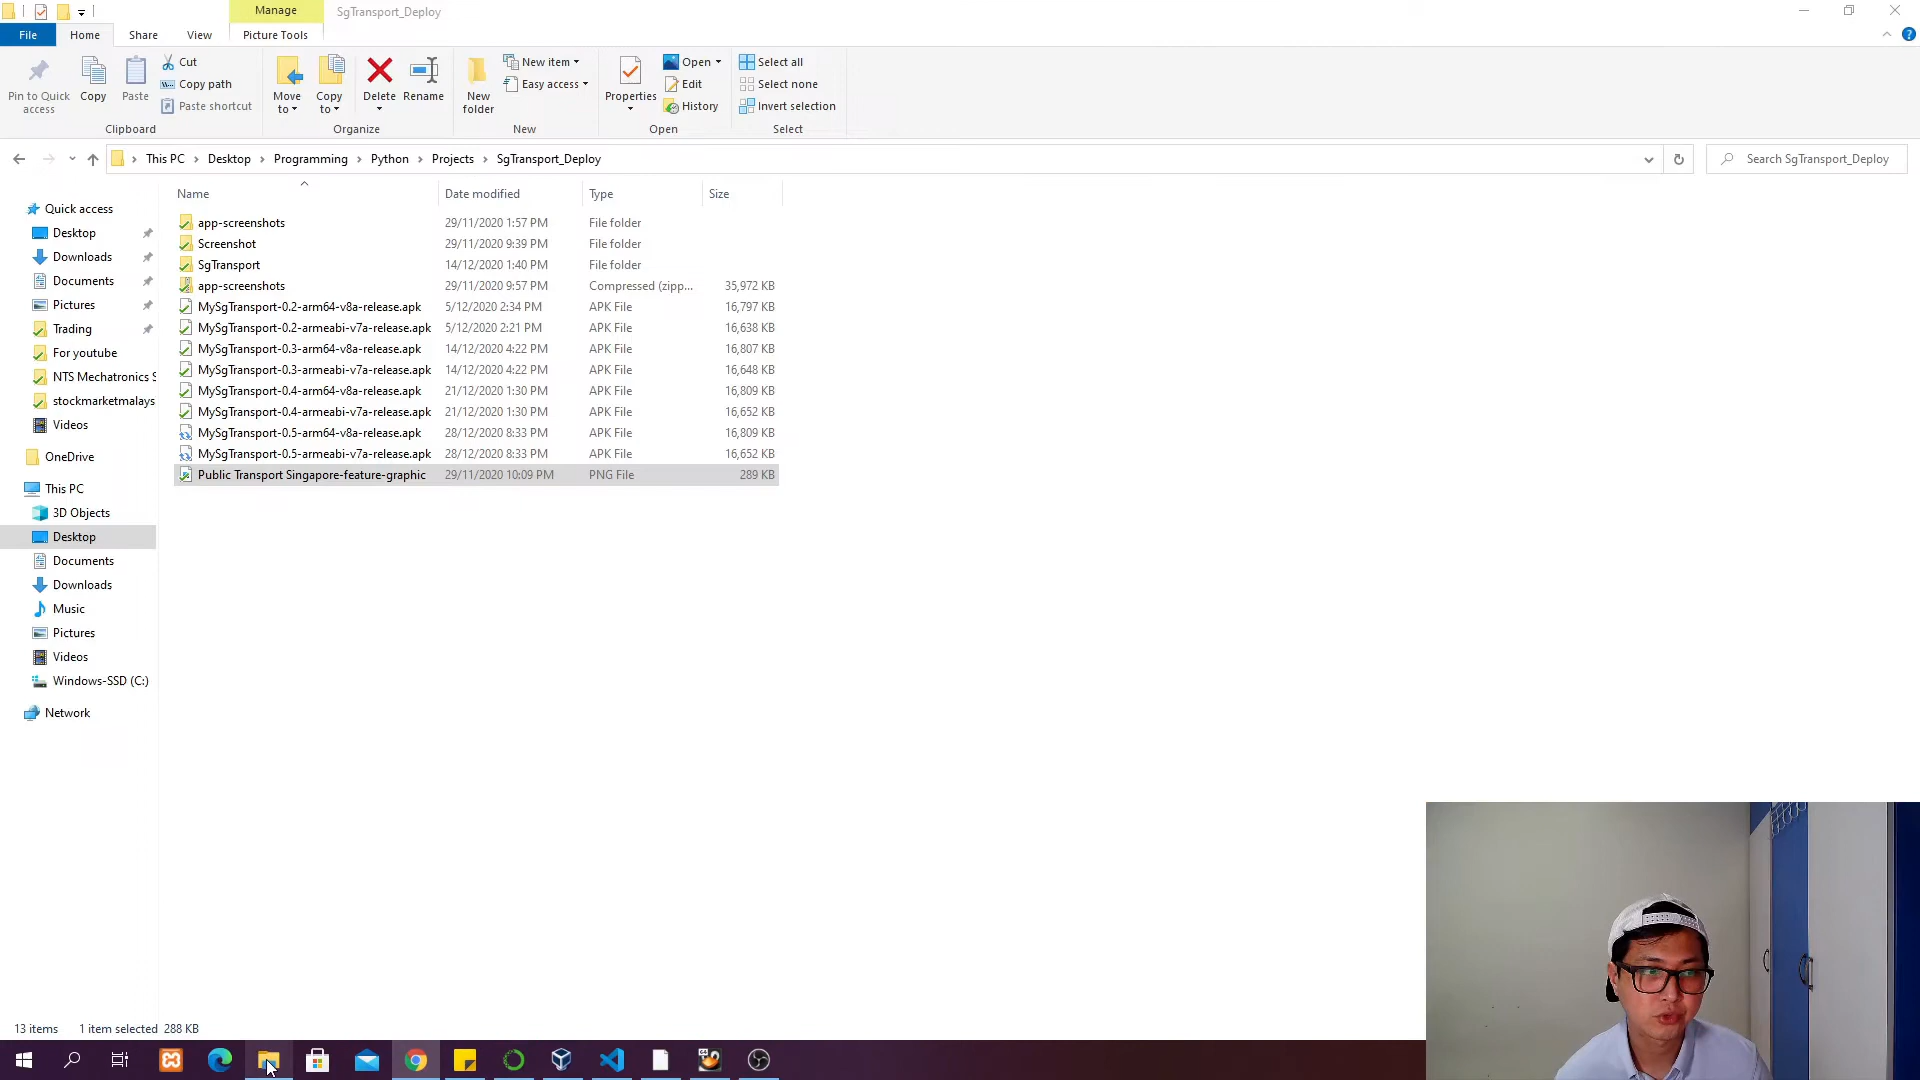 Manage
SgTransport_Deploy
File
Home
Share
View
Picture Tools
Pin to Quick access
Copy
Paste
Cut
Copy path
Paste shortcut
Clipboard
Move to
Copy to
Delete
Rename
Organize
New folder
New item
Easy access
New
Properties
Open
Edit
History
Open
Select all
Select none
Invert selection
Select
This PC
Desktop
Programming
Python
Projects
SgTransport_Deploy
Search SgTransport_Deploy
Name
Date modified
Type
Size
app-screenshots 29/11/2020 1:57 PM File folder
Screenshot 29/11/2020 9:39 PM File folder
SgTransport 14/12/2020 1:40 PM File folder
app-screenshots 29/11/2020 9:57 PM Compressed (zipp... 35,972 KB
MySgTransport-0.2-arm64-v8a-release.apk 5/12/2020 2:34 PM APK File 16,797 KB
MySgTransport-0.2-armeabi-v7a-release.apk 5/12/2020 2:21 PM APK File 16,638 KB
MySgTransport-0.3-arm64-v8a-release.apk 14/12/2020 4:22 PM APK File 16,807 KB
MySgTransport-0.3-armeabi-v7a-release.apk 14/12/2020 4:22 PM APK File 16,648 KB
MySgTransport-0.4-arm64-v8a-release.apk 21/12/2020 1:30 PM APK File 16,809 KB
MySgTransport-0.4-armeabi-v7a-release.apk 21/12/2020 1:30 PM APK File 16,652 KB
MySgTransport-0.5-arm64-v8a-release.apk 28/12/2020 8:33 PM APK File 16,809 KB
MySgTransport-0.5-armeabi-v7a-release.apk 28/12/2020 8:33 PM APK File 16,652 KB
Public Transport Singapore-feature-graphic 29/11/2020 10:09 PM PNG File 289 KB
Quick access
Desktop
Downloads
Documents
Pictures
Trading
For youtube
NTS Mechatronics S
stockmarketmalays
Videos
OneDrive
This PC
3D Objects
Desktop
Documents
Downloads
Music
Pictures
Videos
Windows-SSD (C:)
Network
13 items
1 item selected 288 KB